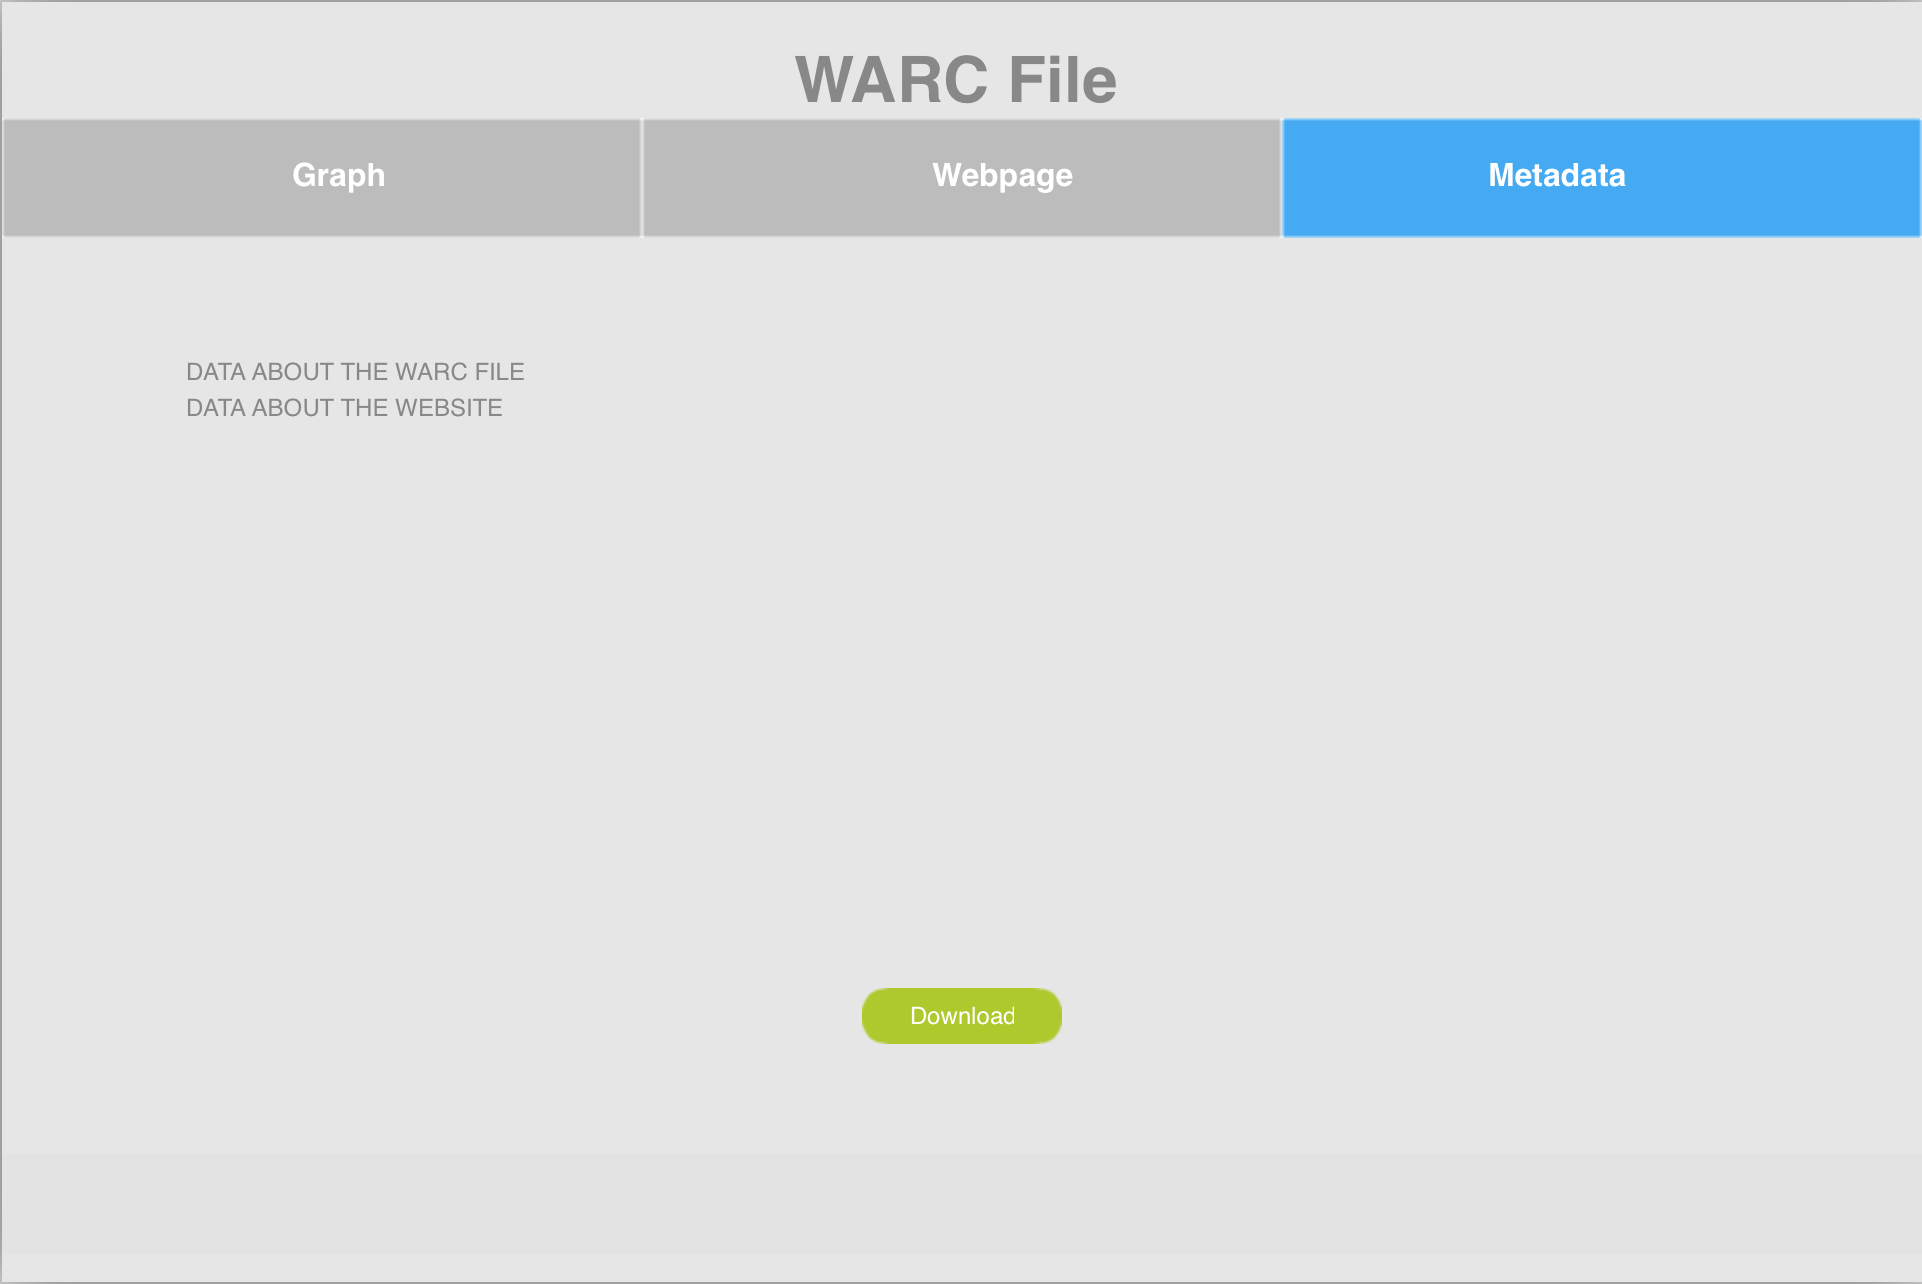 WARC File
Graph
Webpage
Metadata
DATA ABOUT THE WARC FILE
DATA ABOUT THE WEBSITE
Download